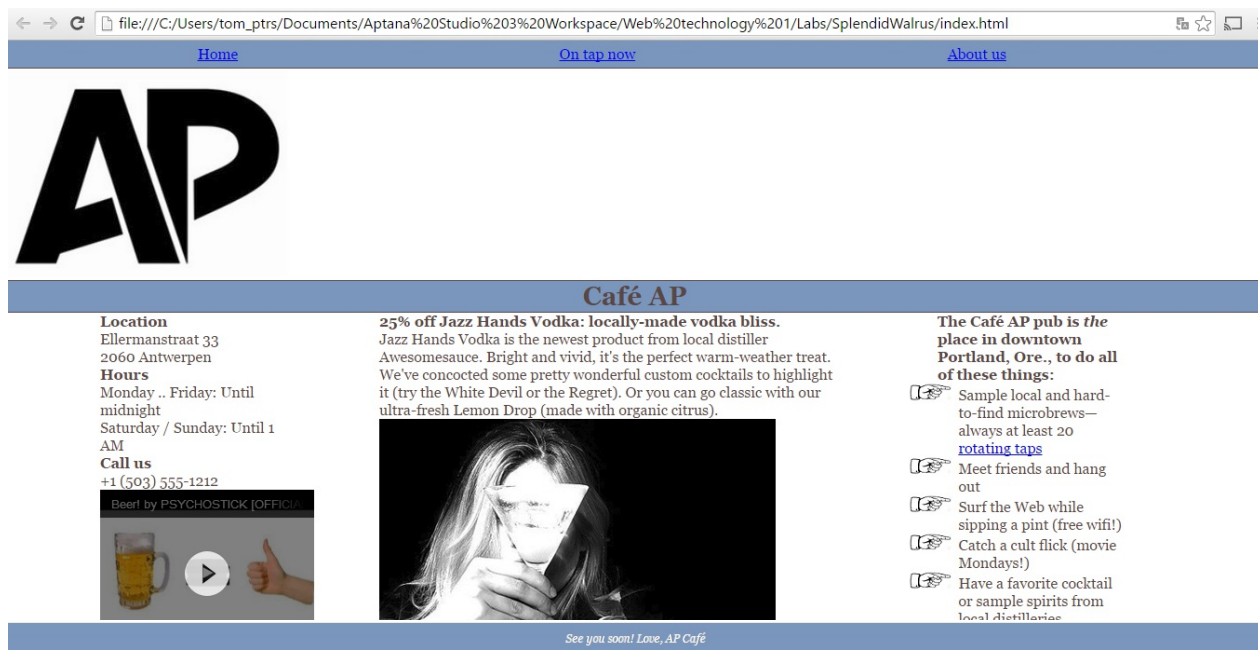 file:///C:/Users/tom_ptrs/Documents/Aptana%20Studio%203%20Workspace/Web%20technology%201/Labs/SplendidWalrus/index.html
Home On tap now About us
AP
Café AP
Location
Ellermanstraat 33
2060 Antwerpen
Hours
Monday .. Friday: Until
midnight
Saturday / Sunday: Until 1
AM
Call us
+1 (503) 555-1212
Beer! by PSYCHOSTICK [OFFICIA
25% off Jazz Hands Vodka: locally-made vodka bliss.
Jazz Hands Vodka is the newest product from local distiller
Awesomesauce. Bright and vivid, it's the perfect warm-weather treat.
We've concocted some pretty wonderful custom cocktails to highlight
it (try the White Devil or the Regret). Or you can go classic with our
ultra-fresh Lemon Drop (made with organic citrus).
The Café AP pub is the
place in downtown
Portland, Ore., to do all
of these things:
Sample local and hard-
to-find microbrews—
always at least 20
rotating taps
Meet friends and hang
out
Surf the Web while
sipping a pint (free wifi!)
Catch a cult flick (movie
Mondays!)
Have a favorite cocktail
or sample spirits from
local distilleries
See you soon! Love, AP Café